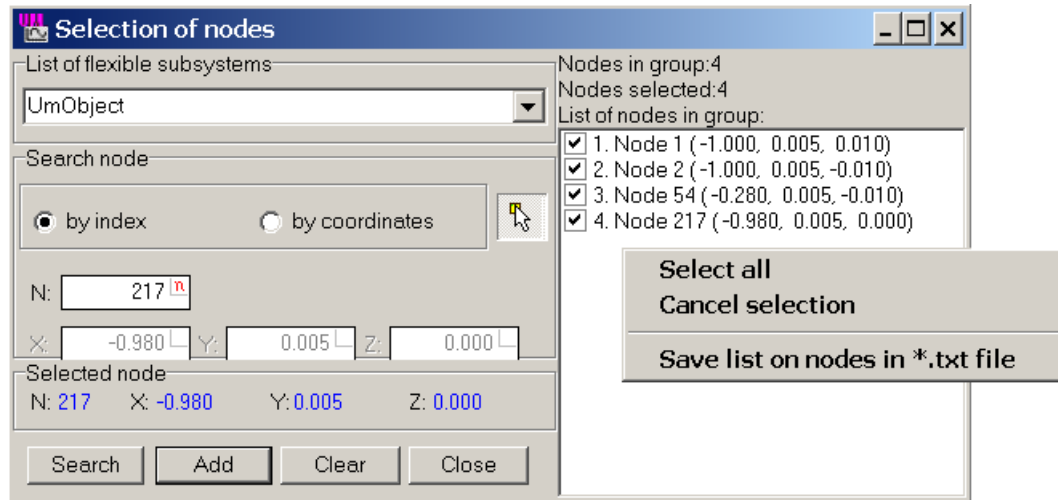 Selection of nodes
List of flexible subsystems
UmObject
Search node
by index
by coordinates
N: 217 n
X: -0.980 Y: 0.005 Z: 0.000
Selected node
N: 217 X: -0.980 Y: 0.005 Z: 0.000
Search Add Clear Close
Nodes in group:4
Nodes selected:4
List of nodes in group:
1. Node 1 (-1.000, 0.005, 0.010)
2. Node 2 (-1.000, 0.005,-0.010)
3. Node 54 (-0.280, 0.005,-0.010)
4. Node 217 (-0.980, 0.005, 0.000)
Select all
Cancel selection
Save list on nodes in *.txt file